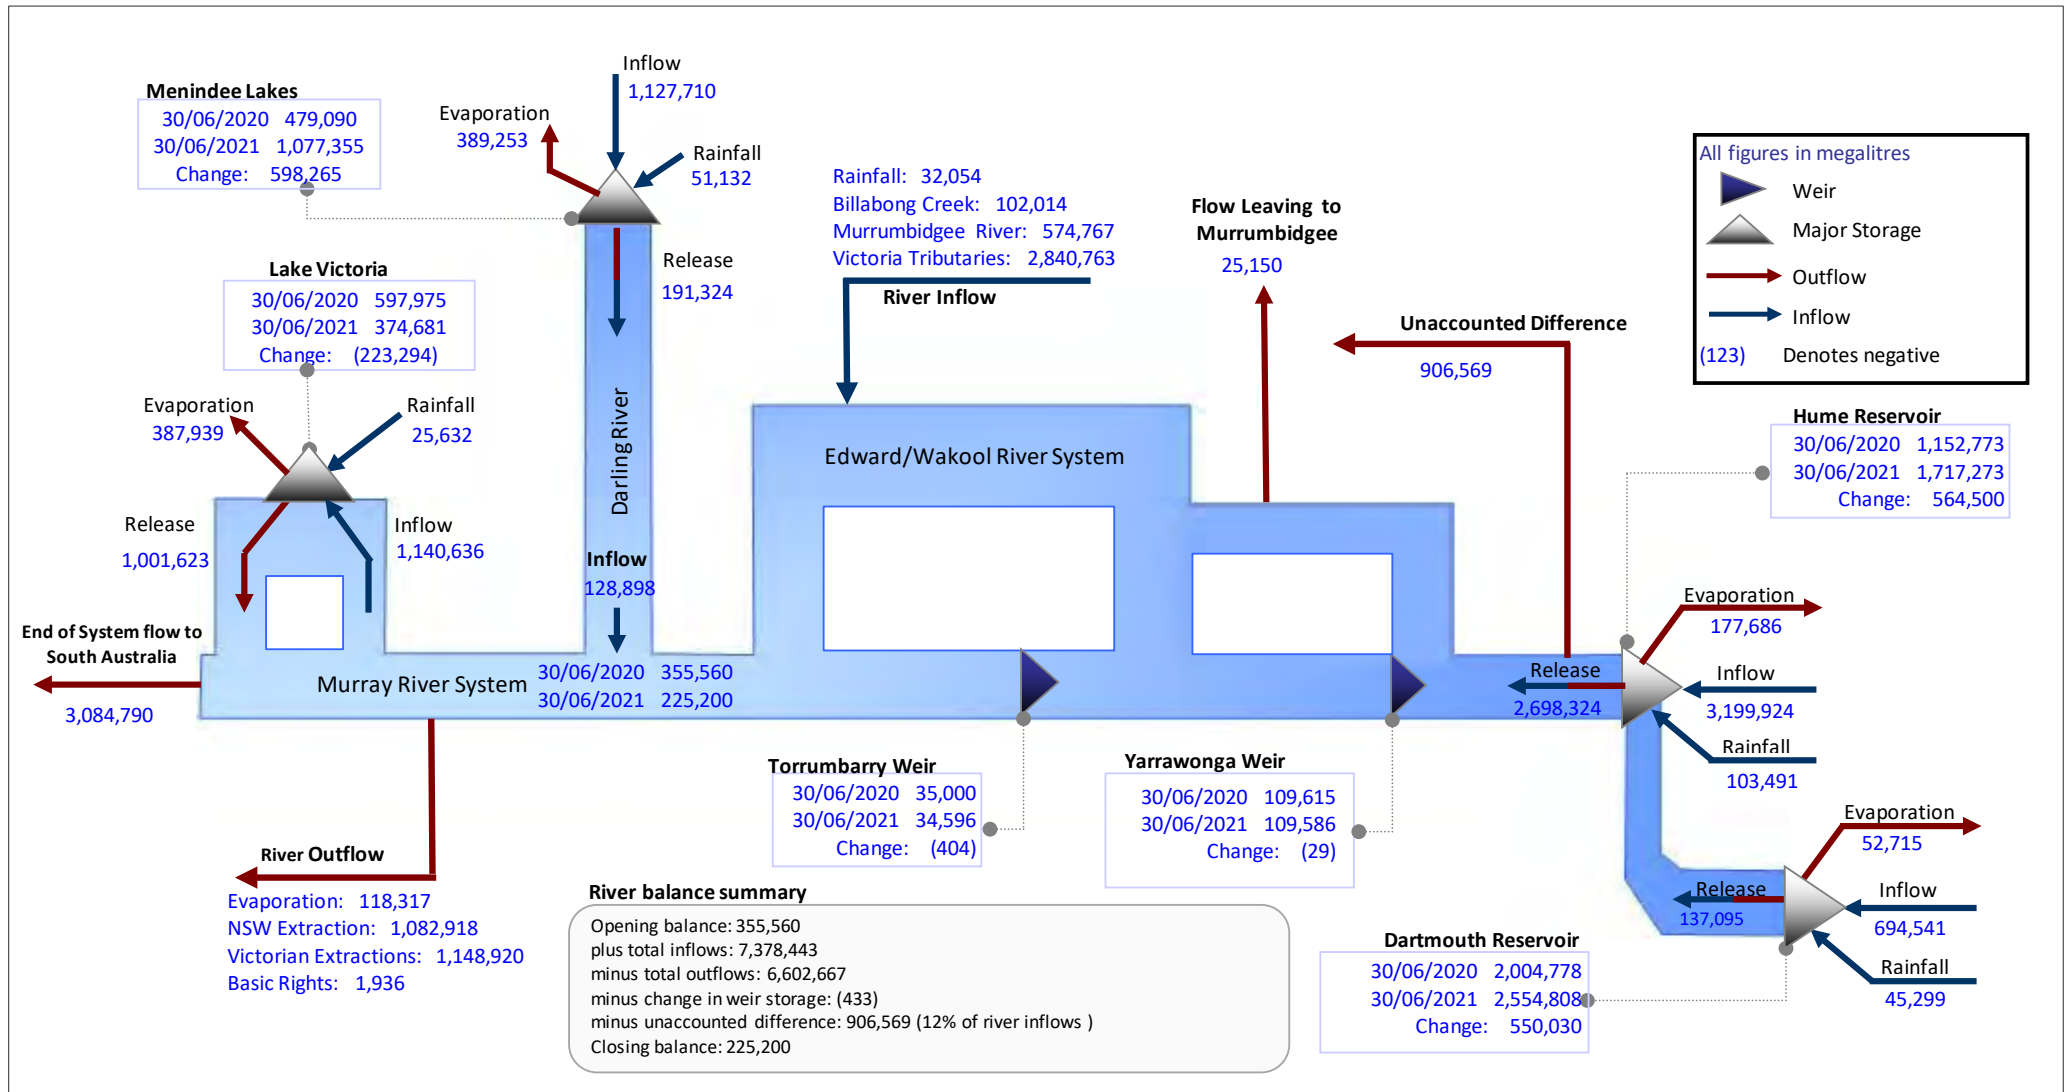 Menindee Lakes
30/06/2020 479,090
30/06/2021 1,077,355
Change: 598,265
Inflow
1,127,710
Evaporation
389,253
Rainfall
51,132
Release
191,324
Darling River
Inflow
128,898
Rainfall: 32,054
Billabong Creek: 102,014
Murrumbidgee River: 574,767
Victoria Tributaries: 2,840,763
River Inflow
Flow Leaving to
Murrumbidgee
25,150
Unaccounted Difference
906,569
All figures in megalitres
Weir
Major Storage
Outflow
Inflow
(123) Denotes negative
Lake Victoria
30/06/2020 597,975
30/06/2021 374,681
Change: (223,294)
Evaporation
387,939
Rainfall
25,632
Release
1,001,623
Inflow
1,140,636
Edward/Wakool River System
Hume Reservoir
30/06/2020 1,152,773
30/06/2021 1,717,273
Change: 564,500
Evaporation
177,686
Inflow
3,199,924
Rainfall
103,491
Release
2,698,324
End of System flow to
South Australia
3,084,790
Murray River System
30/06/2020 355,560
30/06/2021 225,200
Torrumbarry Weir
30/06/2020 35,000
30/06/2021 34,596
Change: (404)
Yarrawonga Weir
30/06/2020 109,615
30/06/2021 109,586
Change: (29)
Evaporation
52,715
Release
137,095
Inflow
694,541
Rainfall
45,299
Dartmouth Reservoir
30/06/2020 2,004,778
30/06/2021 2,554,808
Change: 550,030
River Outflow
Evaporation: 118,317
NSW Extraction: 1,082,918
Victorian Extractions: 1,148,920
Basic Rights: 1,936
River balance summary
Opening balance: 355,560
plus total inflows: 7,378,443
minus total outflows: 6,602,667
minus change in weir storage: (433)
minus unaccounted difference: 906,569 (12% of river inflows )
Closing balance: 225,200